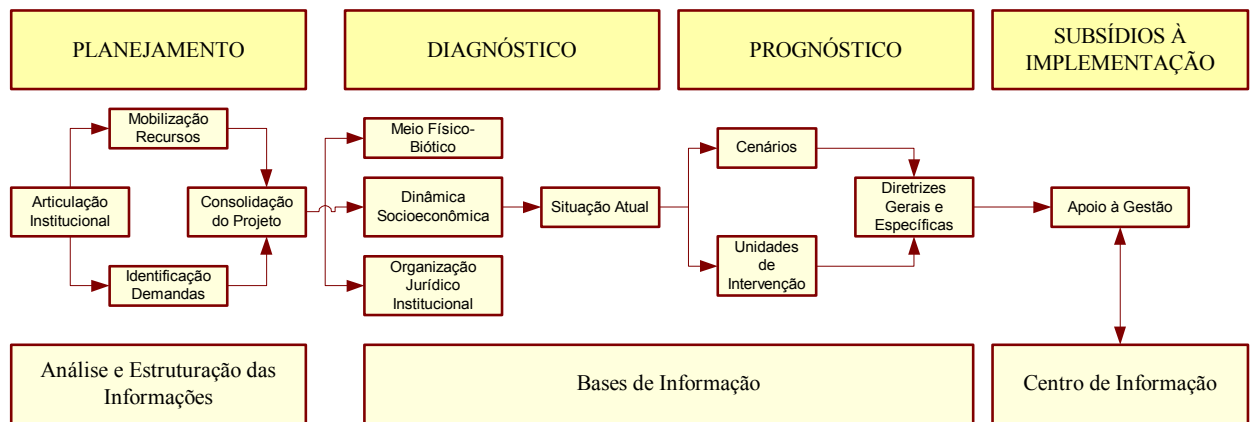 PLANEJAMENTO
DIAGNÓSTICO
PROGNÓSTICO
SUBSÍDIOS À
IMPLEMENTAÇÃO
Mobilização
Recursos
Articulação
Institucional
Identificação
Demandas
Consolidação
do Projeto
Meio Físico-
Biótico
Dinâmica
Socioeconômica
Organização
Jurídico
Institucional
Situação Atual
Cenários
Unidades
de
Intervenção
Diretrizes
Gerais e
Específicas
Apoio à Gestão
Análise e Estruturação das
Informações
Bases de Informação
Centro de Informação